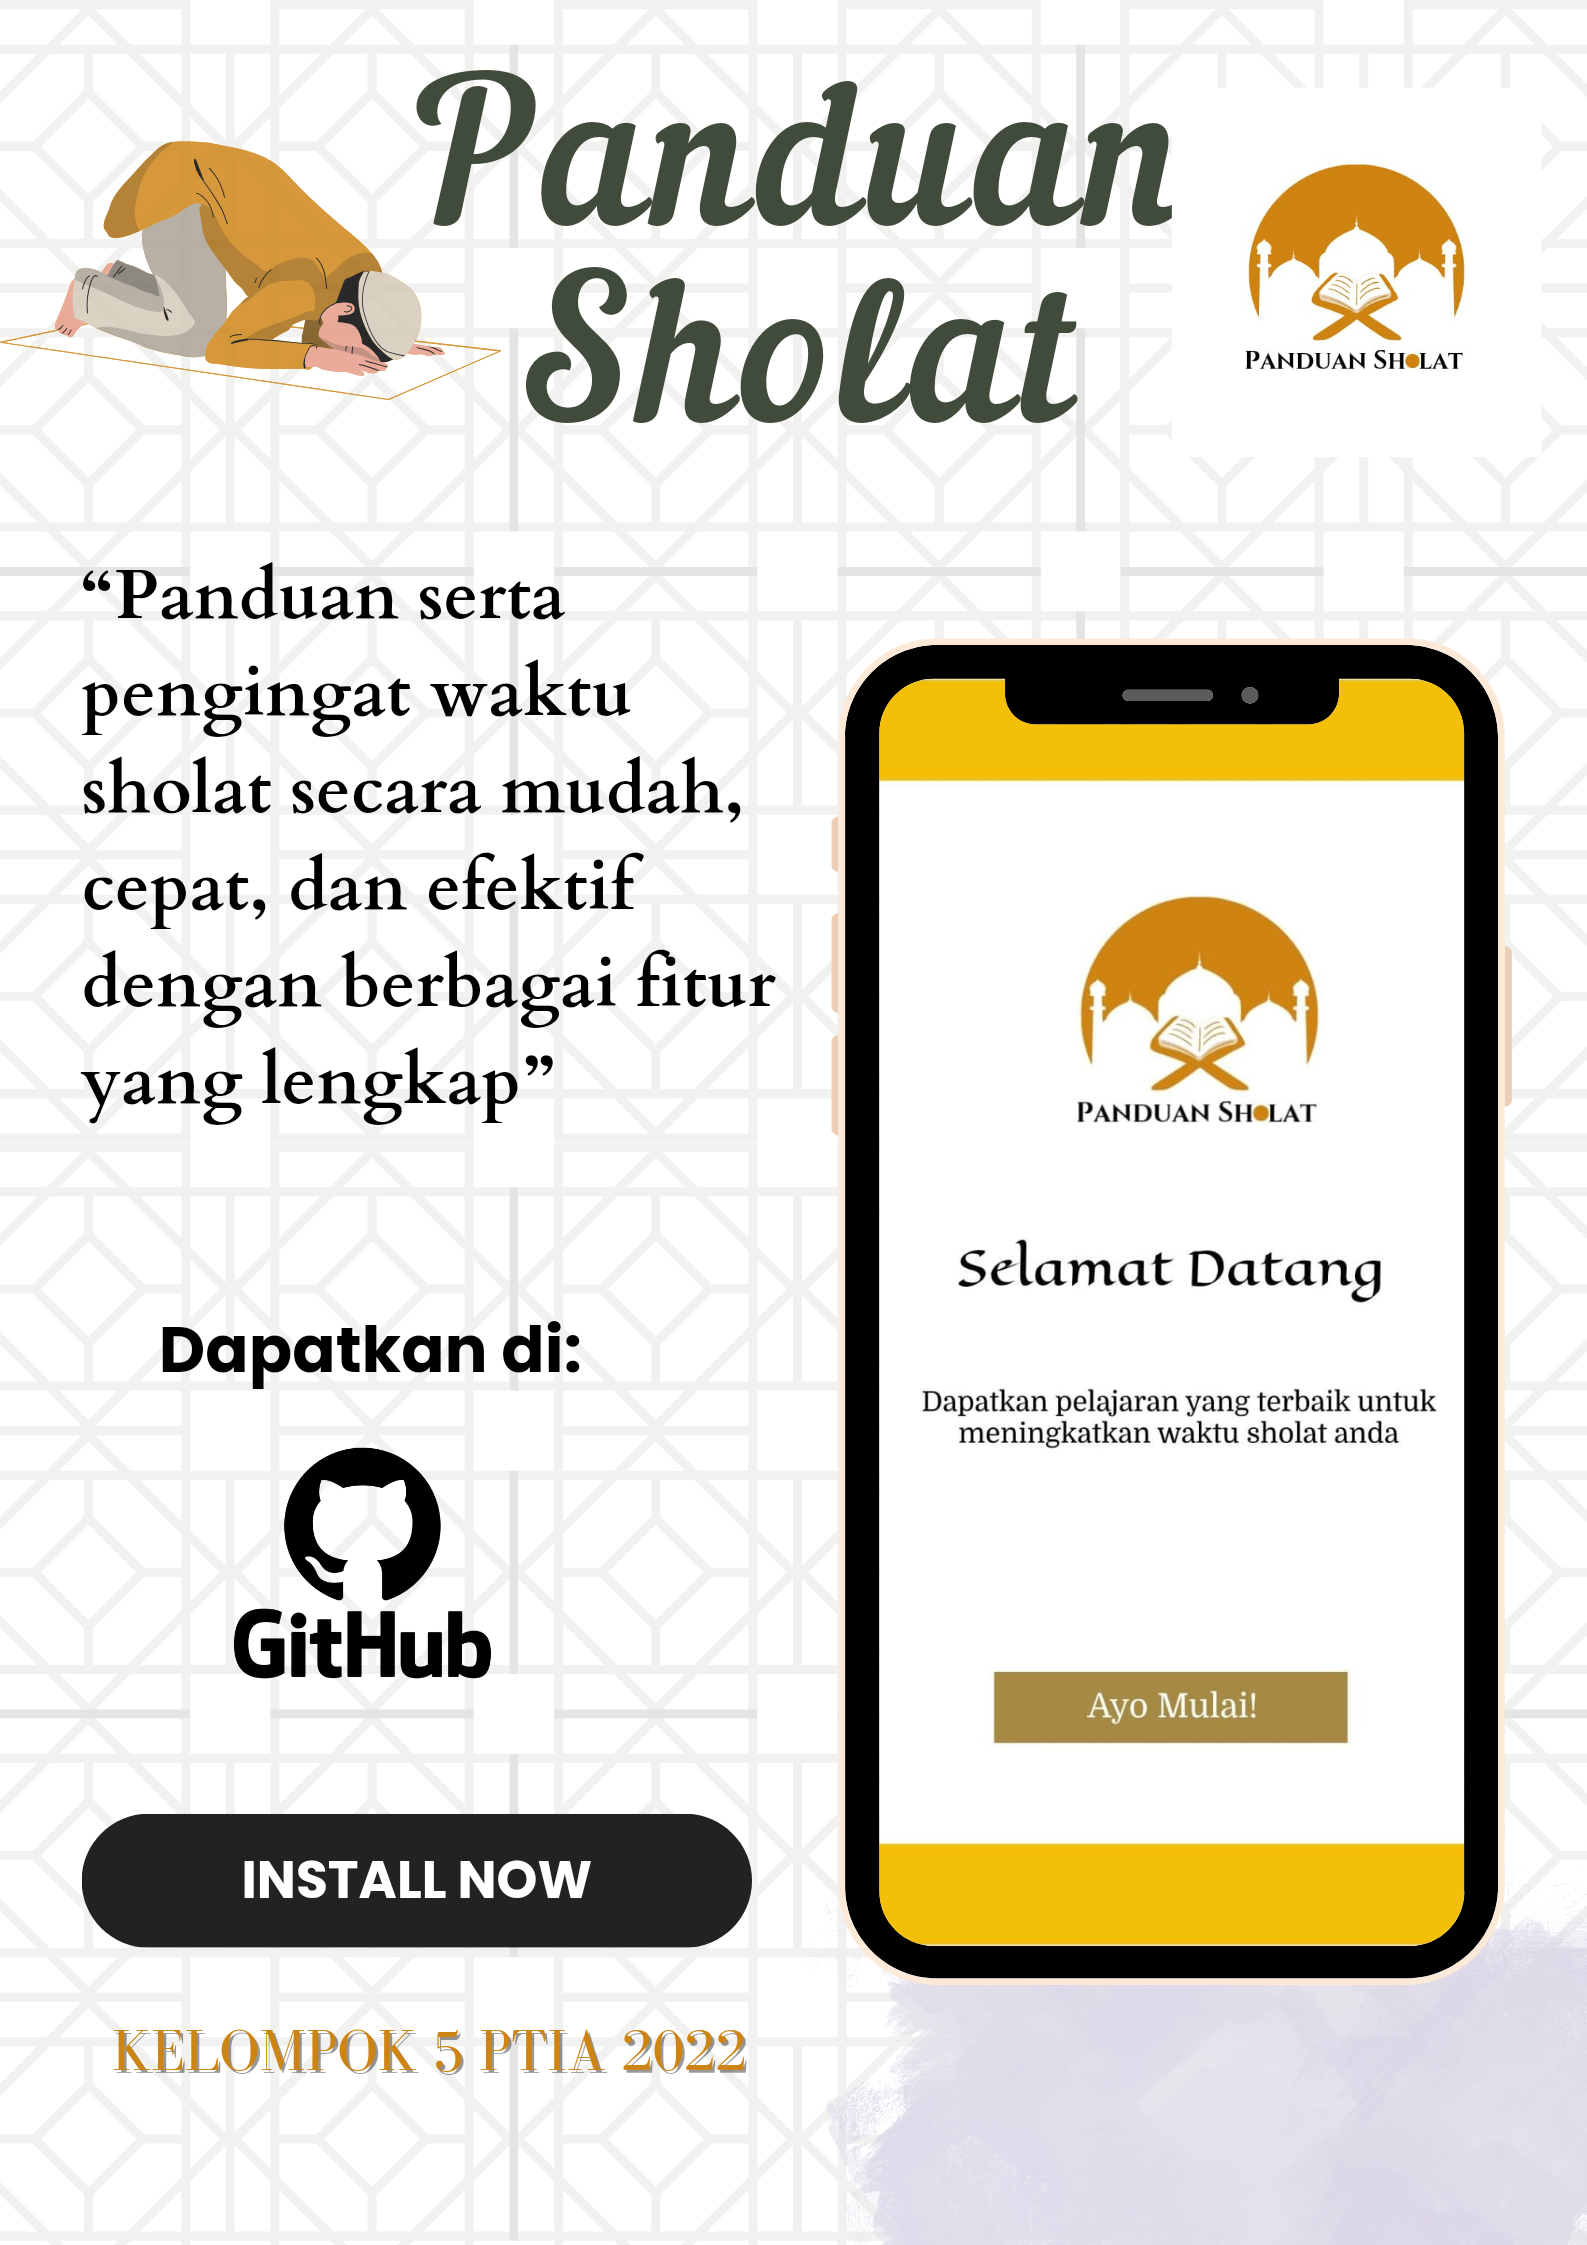 Panduan
Sholat
PANDUAN SHOLAT
“Panduan serta
pengingat waktu
sholat secara mudah,
cepat, dan efektif
dengan berbagai fitur
yang lengkap”
PANDUAN SHOLAT
Selamat Datang
Dapatkan pelajaran yang terbaik untuk
meningkatkan waktu sholat anda
Ayo Mulai!
Dapatkan di:
GitHub
INSTALL NOW
KELOMPOK 5 PTIA 2022